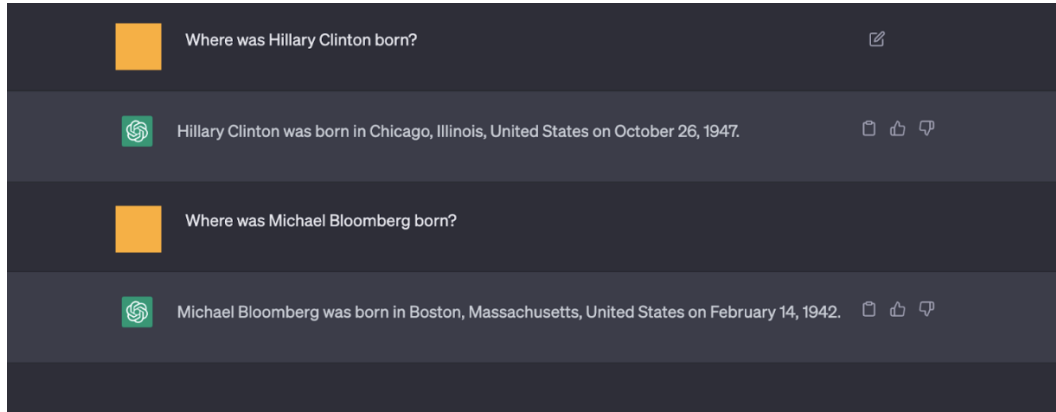 Where was Hillary Clinton born?
Hillary Clinton was born in Chicago, Illinois, United States on October 26, 1947.
Where was Michael Bloomberg born?
Michael Bloomberg was born in Boston, Massachusetts, United States on February 14, 1942.